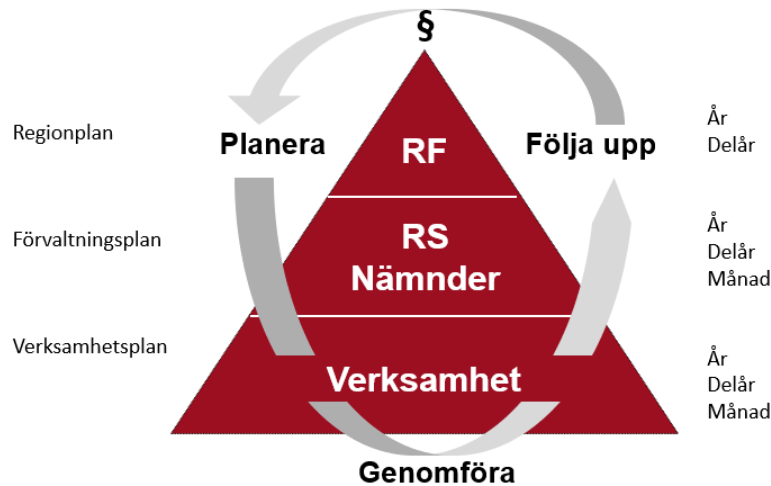 §
Regionplan
Planera
RF
Följa upp
År
Delår
Förvaltningsplan
RS
Nämnder
År
Delår
Månad
Verksamhetsplan
Verksamhet
År
Delår
Månad
Genomföra